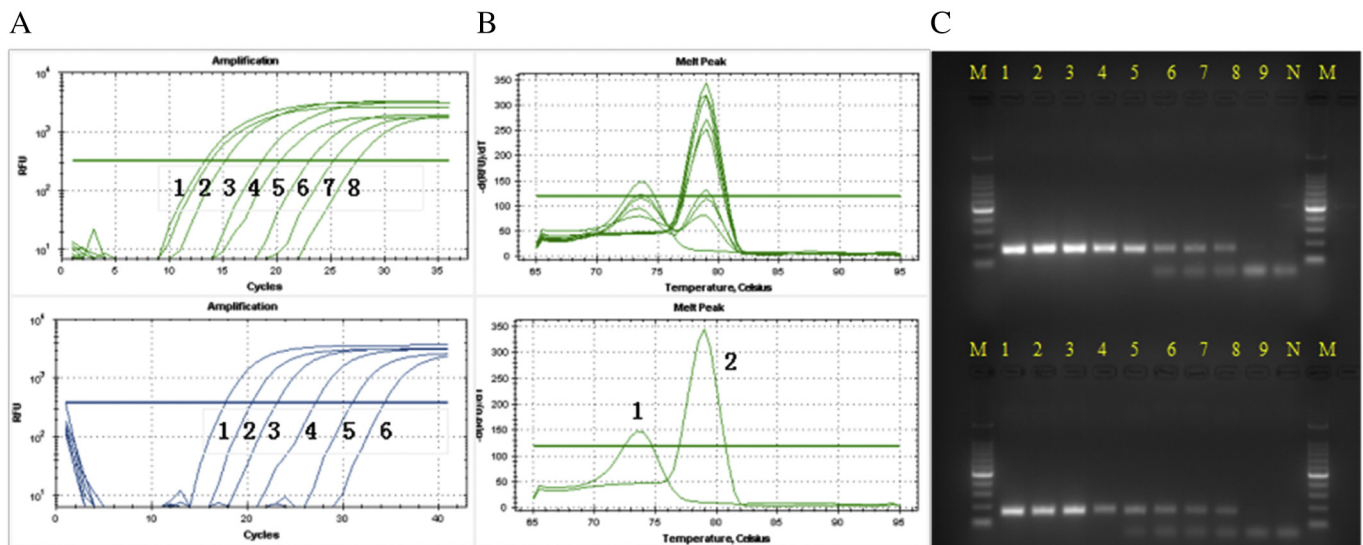 A B C
Amplification
10⁴
10³
10²
10¹
RFU
1 2 3 4 5 6 7 8
0 5 10 15 20 25 30 35
Cycles
Melt Peak
350
300
250
200
150
100
50
0
-d(RFU)/dT
65 70 75 80 85 90 95
Temperature, Celsius
M 1 2 3 4 5 6 7 8 9 N M
Amplification
10⁴
10³
10²
10¹
RFU
1 2 3 4 5 6
0 10 20 30 40
Cycles
Melt Peak
350
300
250
200
150
100
50
0
1
2
65 70 75 80 85 90 95
Temperature, Celsius
M 1 2 3 4 5 6 7 8 9 N M